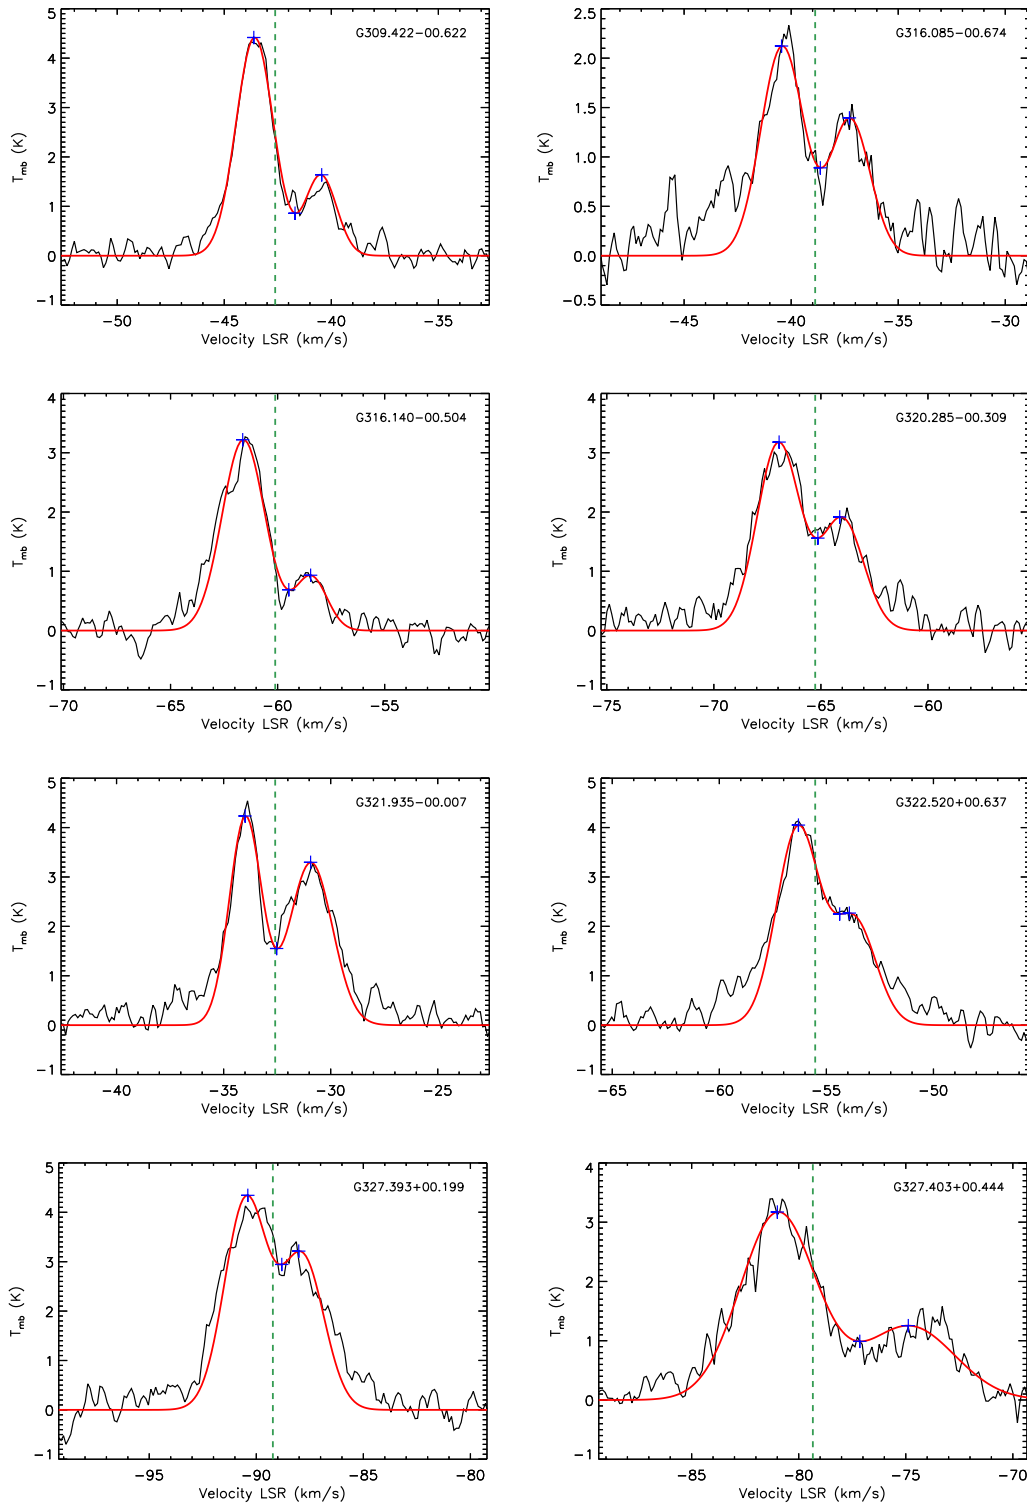 G309.422−00.622
5
4
3
2
1
0
−1
T_mb (K)
−50 −45 −40 −35
Velocity LSR (km/s)
G316.085−00.674
2.5
2.0
1.5
1.0
0.5
0.0
−0.5
T_mb (K)
−45 −40 −35 −30
Velocity LSR (km/s)
G316.140−00.504
4
3
2
1
0
−1
T_mb (K)
−70 −65 −60 −55
Velocity LSR (km/s)
G320.285−00.309
4
3
2
1
0
−1
T_mb (K)
−75 −70 −65 −60
Velocity LSR (km/s)
G321.935−00.007
5
4
3
2
1
0
−1
T_mb (K)
−40 −35 −30 −25
Velocity LSR (km/s)
G322.520+00.637
5
4
3
2
1
0
−1
T_mb (K)
−65 −60 −55 −50
Velocity LSR (km/s)
G327.393+00.199
5
4
3
2
1
0
−1
T_mb (K)
−95 −90 −85 −80
Velocity LSR (km/s)
G327.403+00.444
4
3
2
1
0
−1
T_mb (K)
−85 −80 −75 −70
Velocity LSR (km/s)